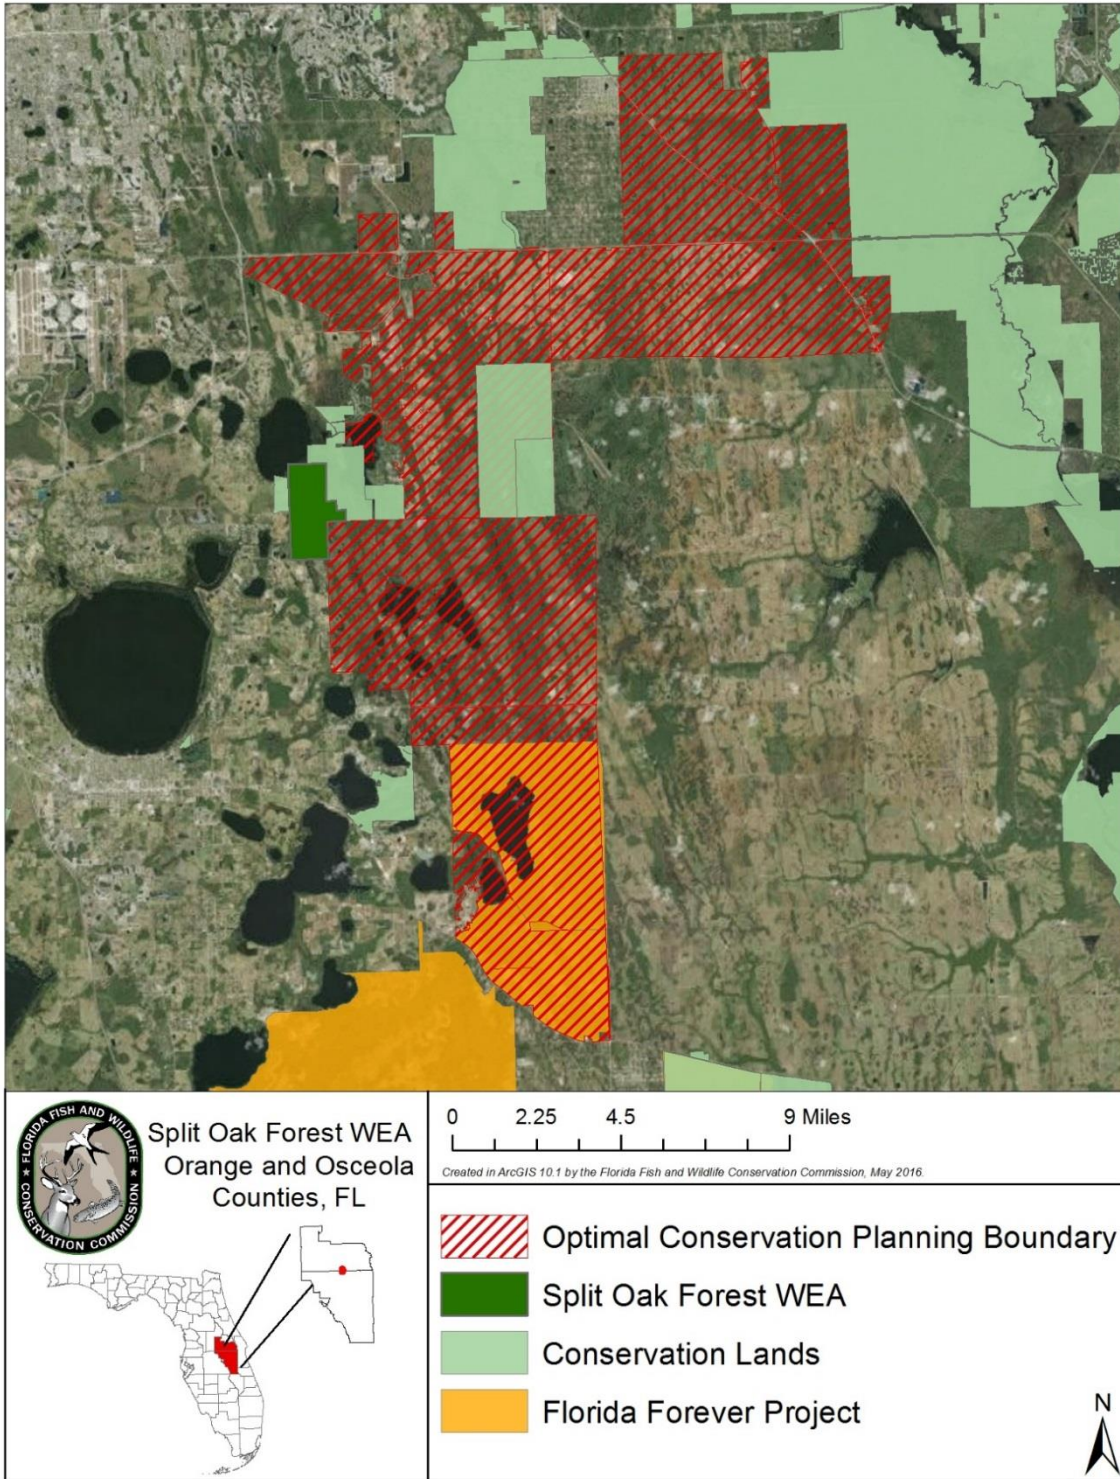 FLORIDA FISH AND WILDLIFE
CONSERVATION COMMISSION
Split Oak Forest WEA
Orange and Osceola
Counties, FL
0 2.25 4.5 9 Miles
Created in ArcGIS 10.1 by the Florida Fish and Wildlife Conservation Commission, May 2016.
Optimal Conservation Planning Boundary
Split Oak Forest WEA
Conservation Lands
Florida Forever Project
N